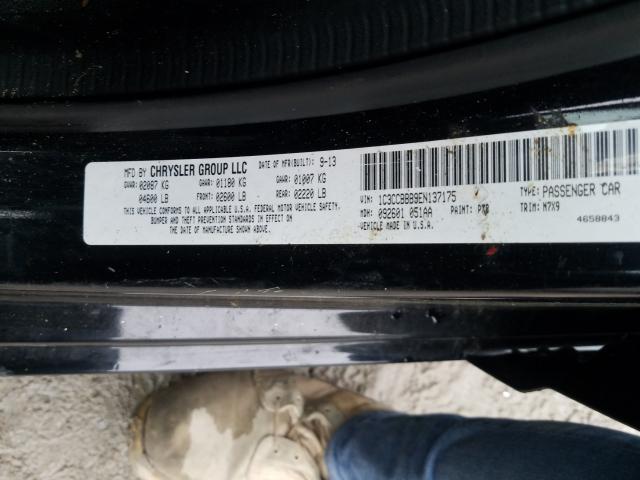 MFD BY CHRYSLER GROUP LLC DATE OF MFR(BUILT): 9-13
GVWR: 02087 KG GAWR: 01180 KG GAWR: 01007 KG
04600 LB FRONT: 02600 LB REAR: 02220 LB
THIS VEHICLE CONFORMS TO ALL APPLICABLE U.S.A. FEDERAL MOTOR VEHICLE SAFETY,
BUMPER AND THEFT PREVENTION STANDARDS IN EFFECT ON
THE DATE OF MANUFACTURE SHOWN ABOVE.
VIN: 1C3CCBBB9EN137175 TYPE: PASSENGER CAR
MDH: 092601 051AA PAINT: PX8 TRIM: N7X9
VEHICLE MADE IN U.S.A. 4658843